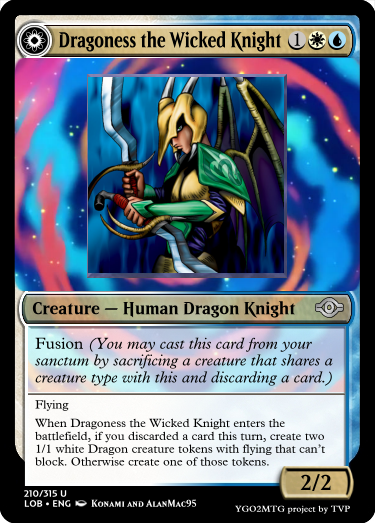 Dragoness the Wicked Knight 1
Creature — Human Dragon Knight
Fusion (You may cast this card from your
sanctum by sacrificing a creature that shares a
creature type with this and discarding a card.)
Flying
When Dragoness the Wicked Knight enters the
battlefield, if you discarded a card this turn, create two
1/1 white Dragon creature tokens with flying that can't
block. Otherwise create one of those tokens.
2/2
210/315 U
LOB • ENG Konami and AlanMac95
YGO2MTG project by TVP